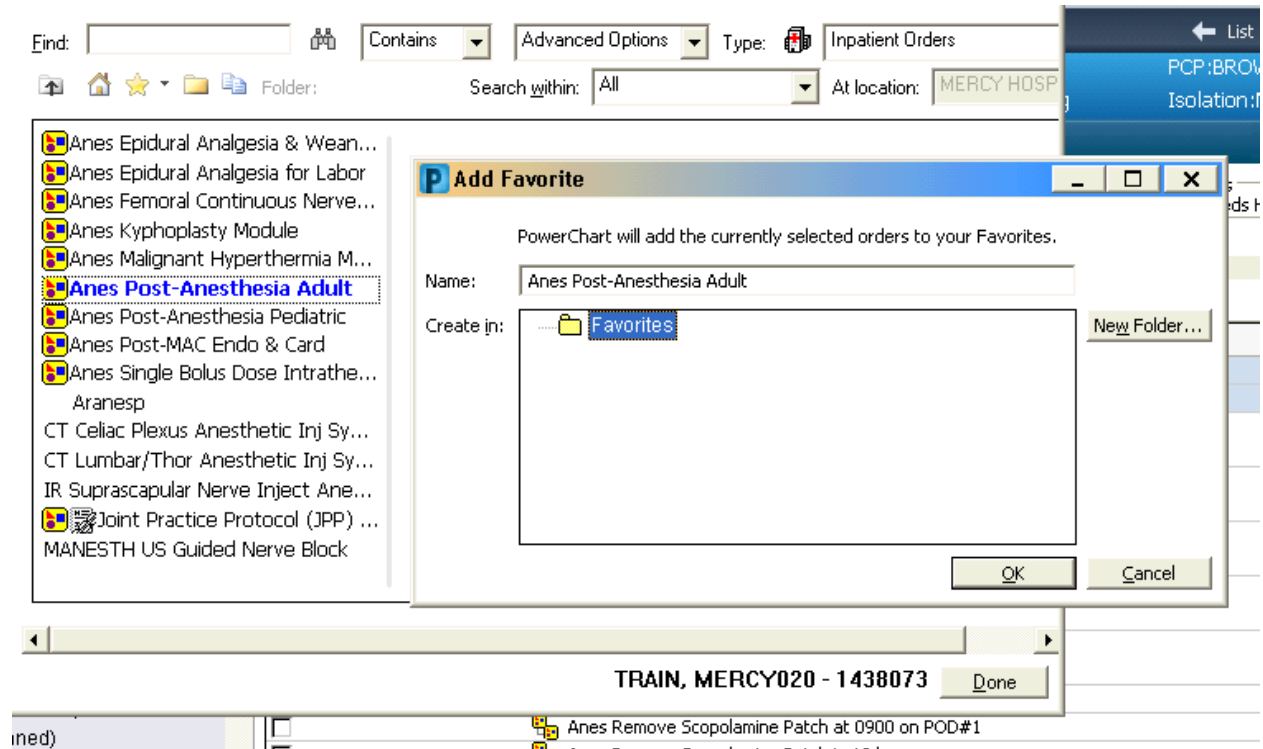 Find: Contains Advanced Options Type: Inpatient Orders
List
Folder: Search within: All At location: MERCY HOSP
PCP:BROW
Isolation:
Anes Epidural Analgesia & Wean...
Anes Epidural Analgesia for Labor
Anes Femoral Continuous Nerve...
Anes Kyphoplasty Module
Anes Malignant Hyperthermia M...
Anes Post-Anesthesia Adult
Anes Post-Anesthesia Pediatric
Anes Post-MAC Endo & Card
Anes Single Bolus Dose Intrathe...
Aranesp
CT Celiac Plexus Anesthetic Inj Sy...
CT Lumbar/Thor Anesthetic Inj Sy...
IR Suprascapular Nerve Inject Ane...
Joint Practice Protocol (JPP) ...
MANESTH US Guided Nerve Block
Add Favorite
PowerChart will add the currently selected orders to your Favorites.
Name: Anes Post-Anesthesia Adult
Create in: Favorites New Folder...
OK Cancel
TRAIN, MERCY020 - 1438073 Done
nned)
Anes Remove Scopolamine Patch at 0900 on POD#1